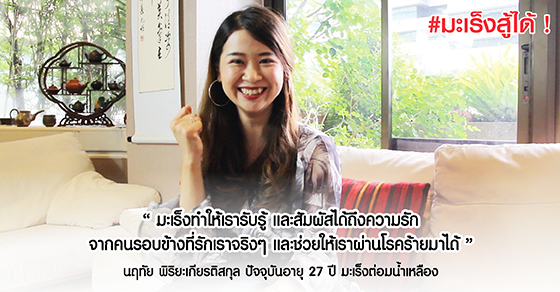 #มะเร็งสู้ได้ !
“ มะเร็งทำให้เรารับรู้ และสัมผัสได้ถึงความรัก
จากคนรอบข้างที่รักเราจริงๆ และช่วยให้เราผ่านโรคร้ายมาได้ ”
นฤทัย พิริยะเกียรติสกุล ปัจจุบันอายุ 27 ปี มะเร็งต่อมน้ำเหลือง